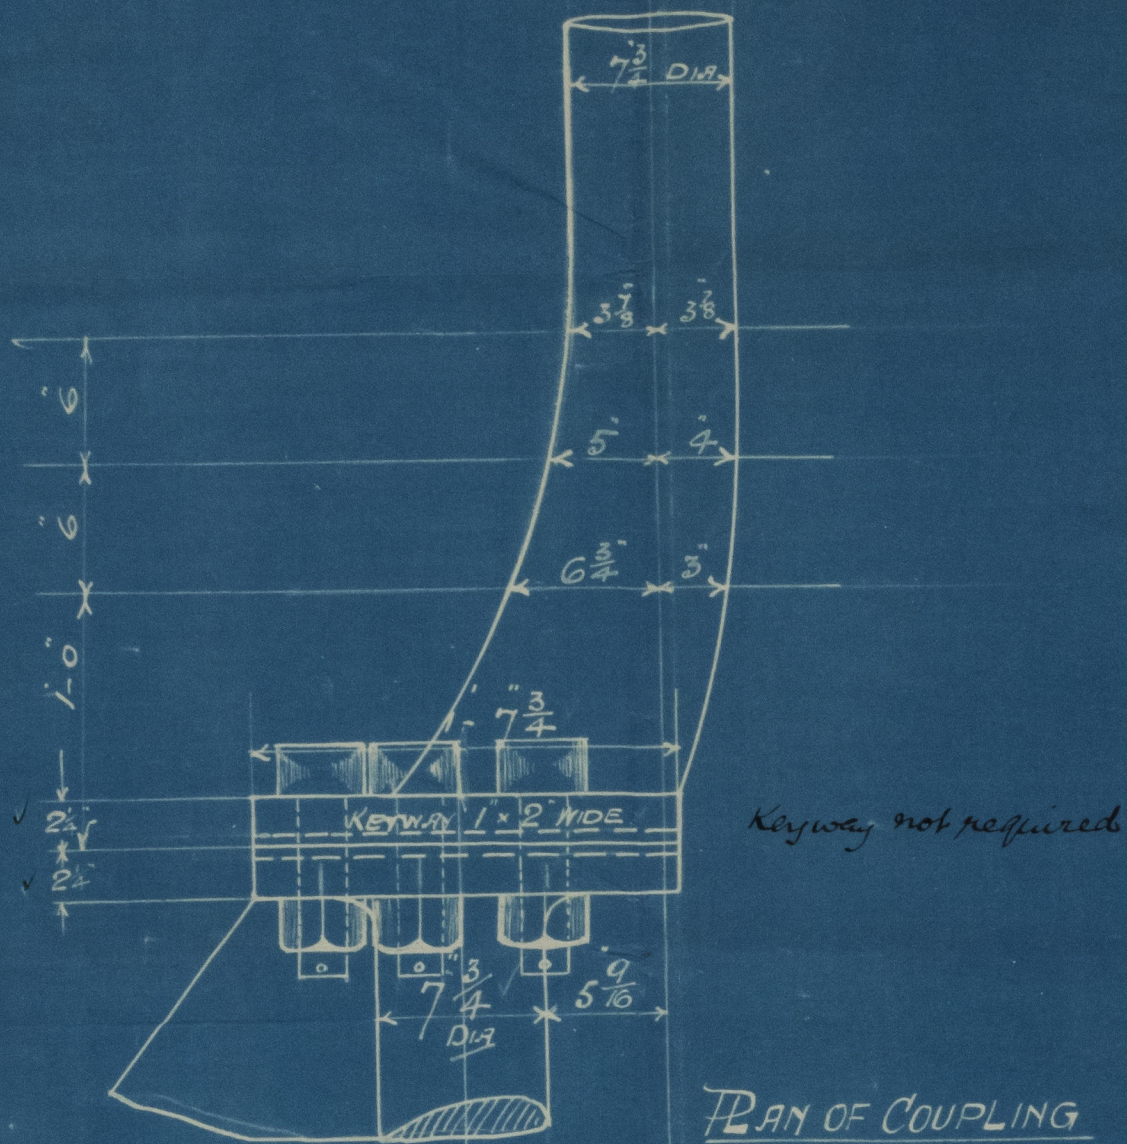 7 3/4" DIA
3 7/8" 3 7/8"
6"
5" 4"
6"
6 3/4" 3"
1'-0"
1'-7 3/4"
2 1/4"
KEYWAY 1" × 2" WIDE
Keyway not required
2 1/4
7 3/4" DIA
5 9/16"
PLAN OF COUPLING